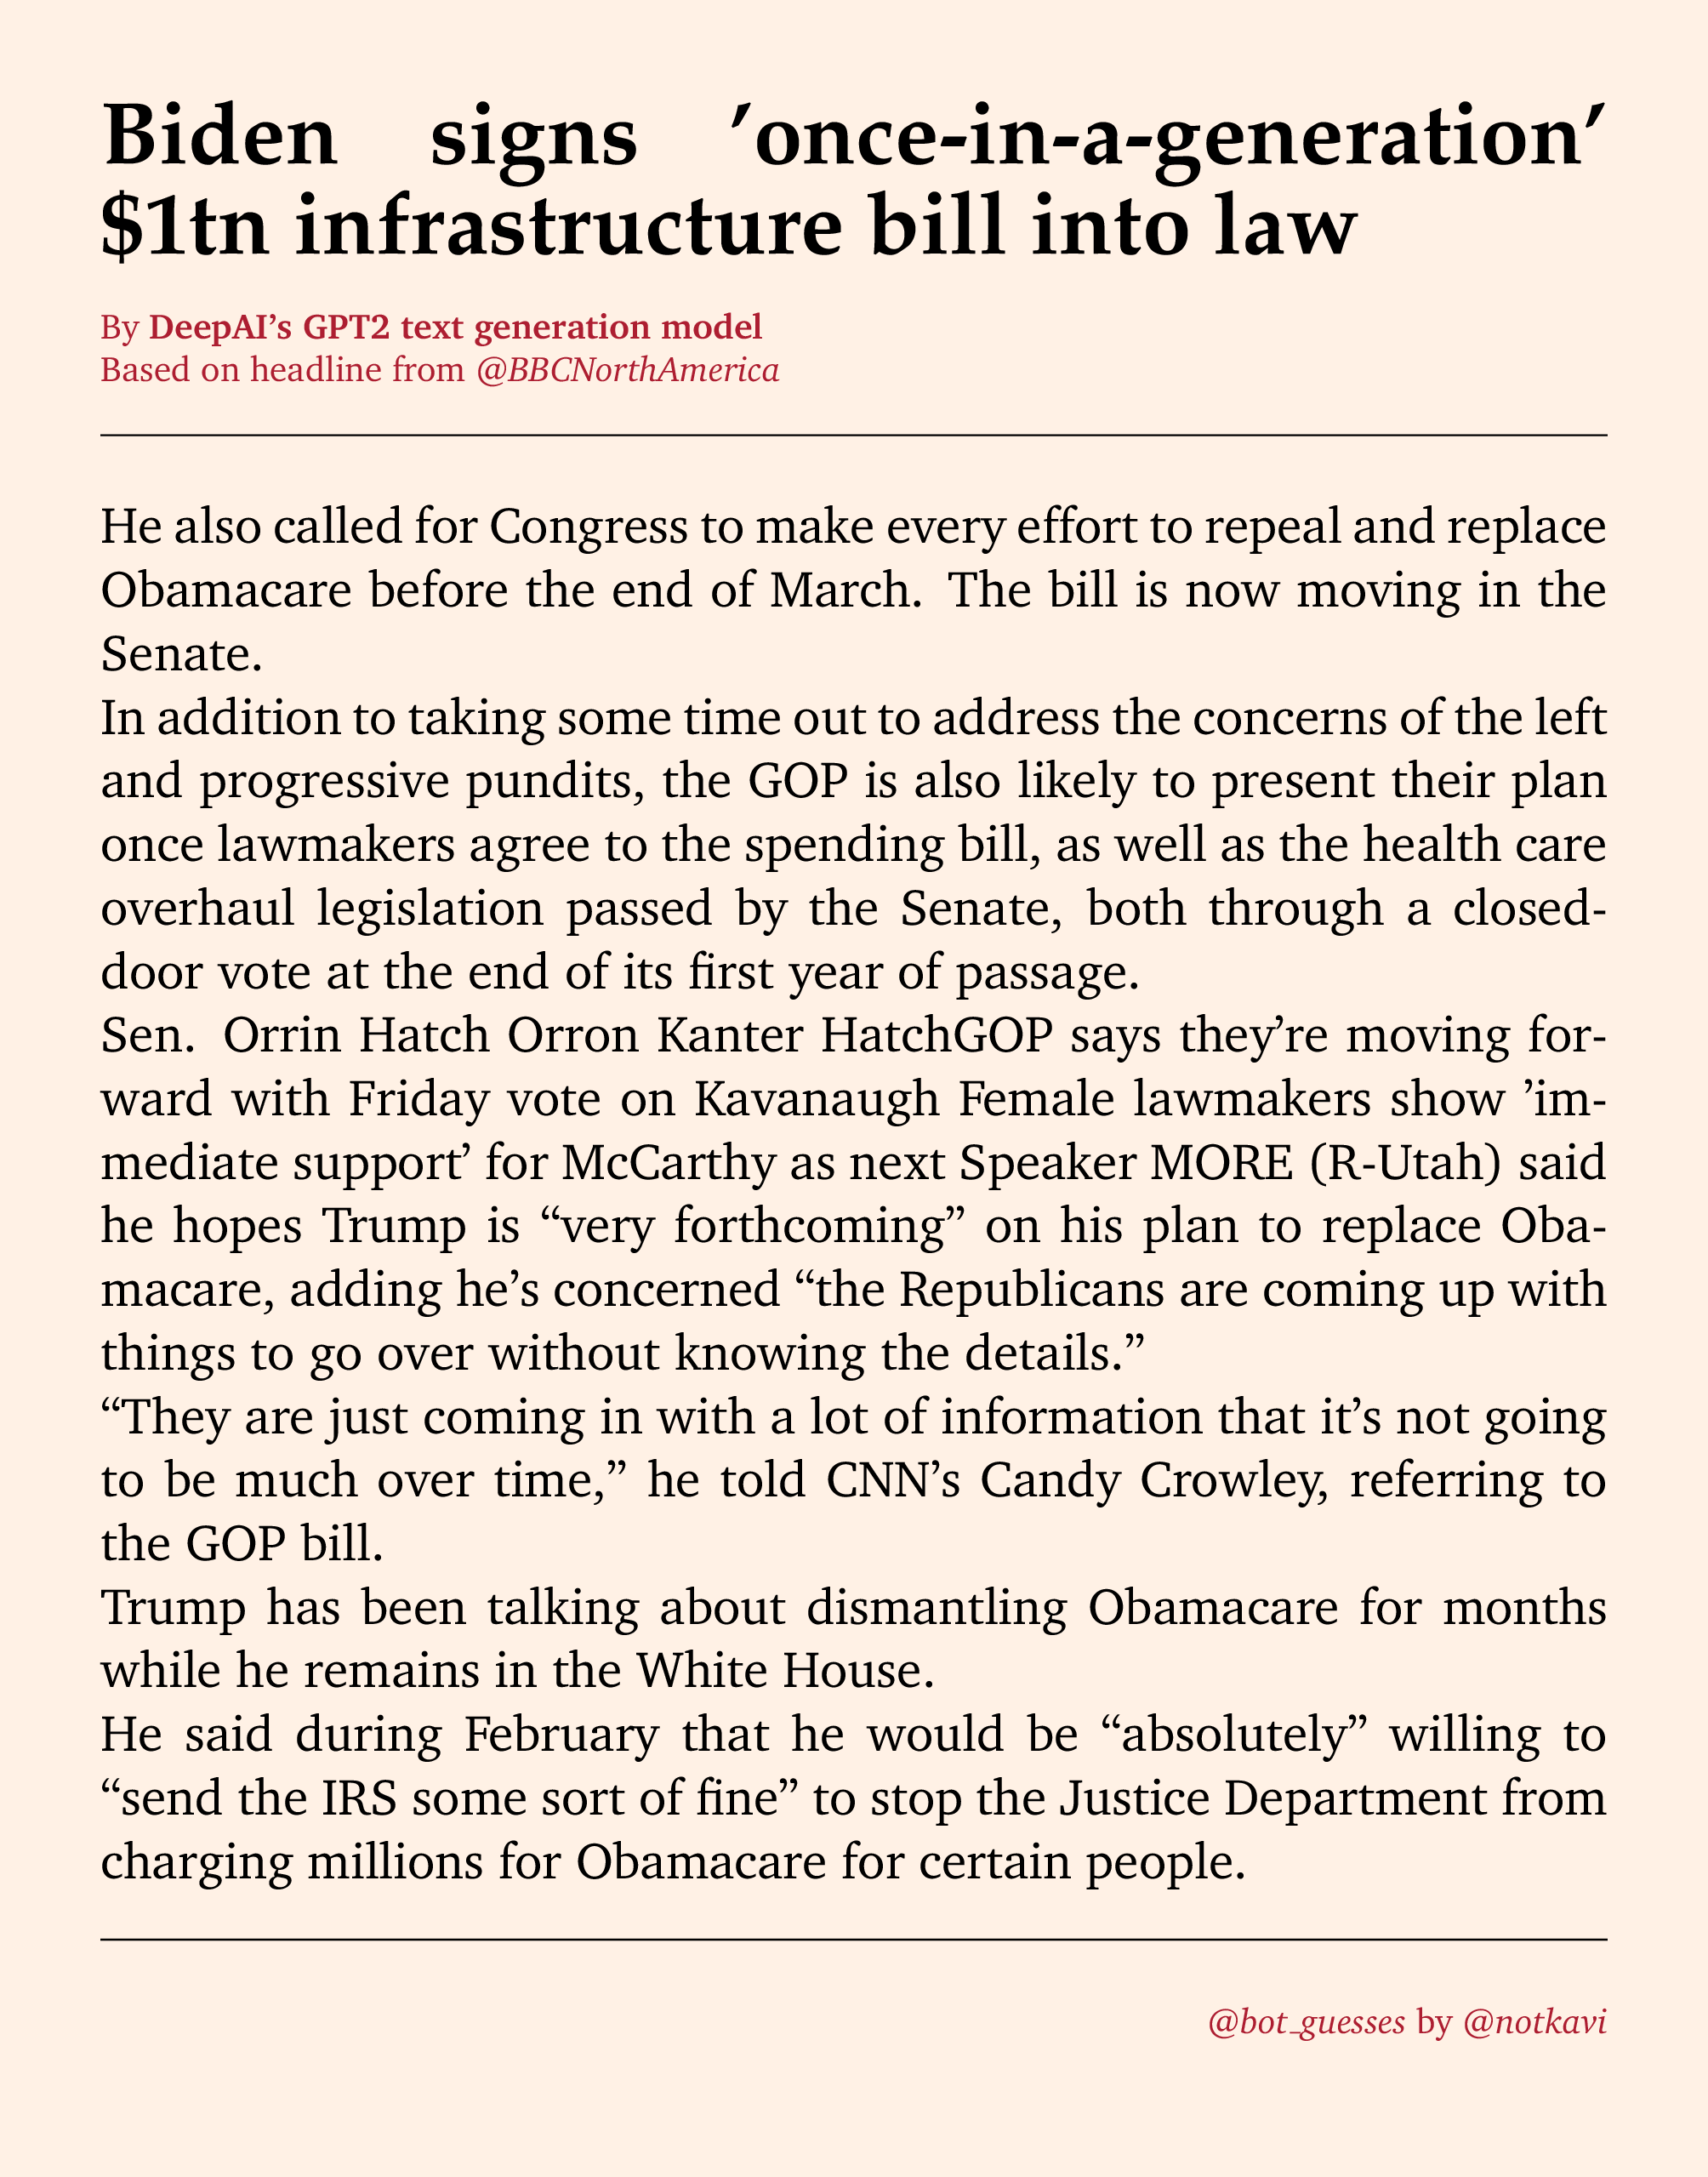 Biden signs ’once-in-a-generation’
$1tn infrastructure bill into law
By DeepAI’s GPT2 text generation model
Based on headline from @BBCNorthAmerica
He also called for Congress to make every effort to repeal and replace
Obamacare before the end of March. The bill is now moving in the
Senate.
In addition to taking some time out to address the concerns of the left
and progressive pundits, the GOP is also likely to present their plan
once lawmakers agree to the spending bill, as well as the health care
overhaul legislation passed by the Senate, both through a closed-
door vote at the end of its first year of passage.
Sen. Orrin Hatch Orron Kanter HatchGOP says they’re moving for-
ward with Friday vote on Kavanaugh Female lawmakers show ’im-
mediate support’ for McCarthy as next Speaker MORE (R-Utah) said
he hopes Trump is “very forthcoming” on his plan to replace Oba-
macare, adding he’s concerned “the Republicans are coming up with
things to go over without knowing the details.”
“They are just coming in with a lot of information that it’s not going
to be much over time,” he told CNN’s Candy Crowley, referring to
the GOP bill.
Trump has been talking about dismantling Obamacare for months
while he remains in the White House.
He said during February that he would be “absolutely” willing to
“send the IRS some sort of fine” to stop the Justice Department from
charging millions for Obamacare for certain people.
@bot_guesses by @notkavi